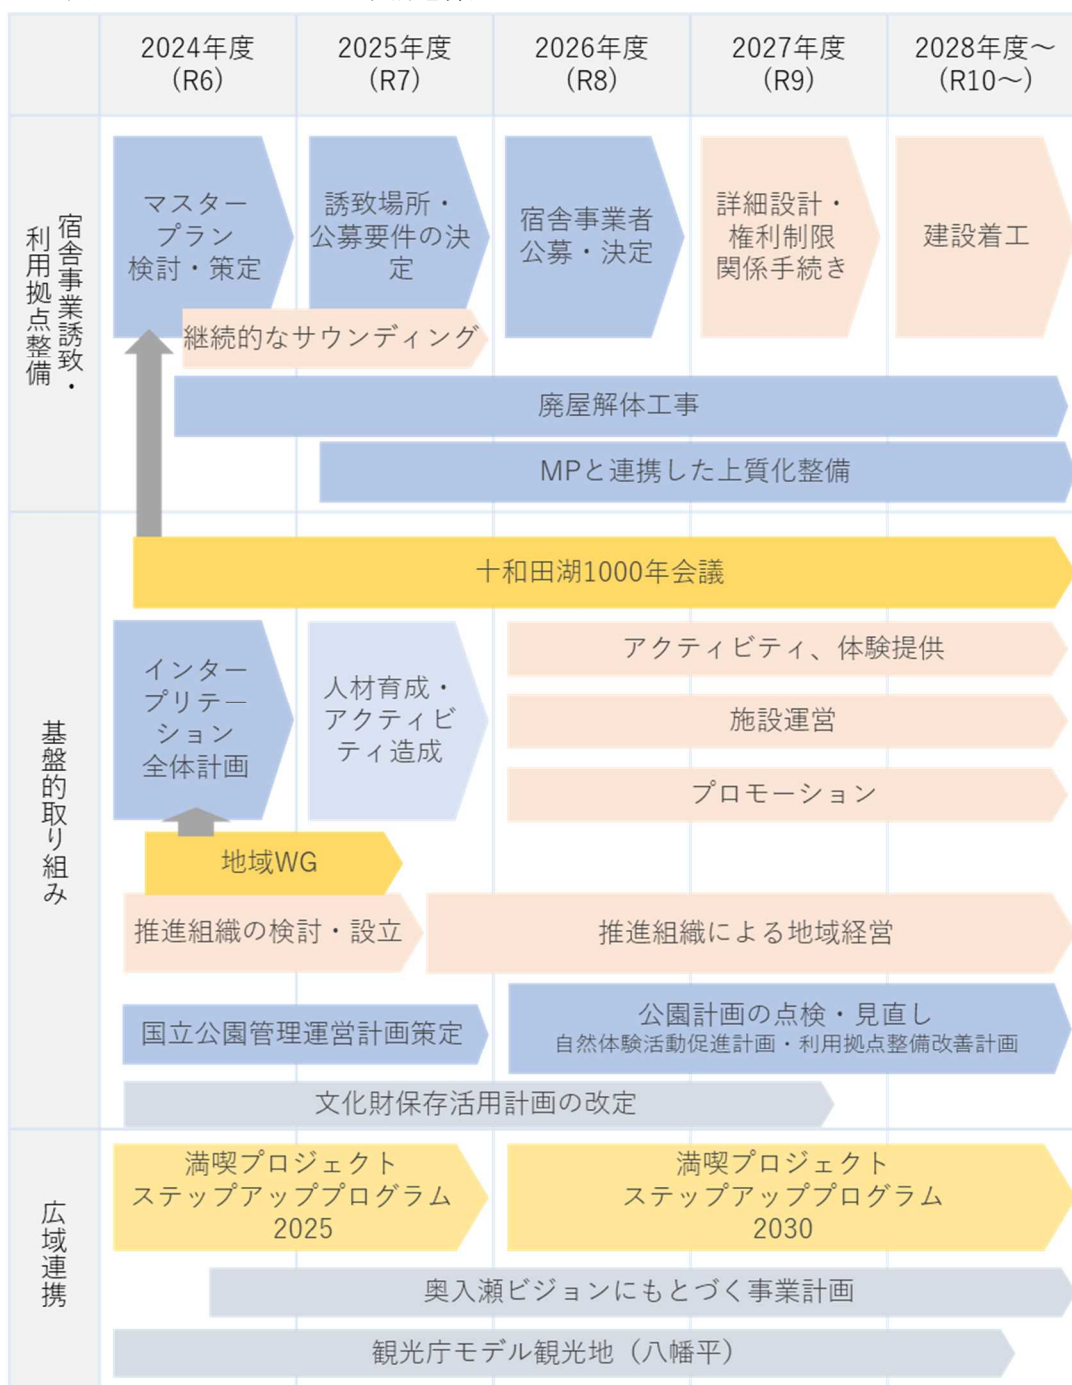 2024年度
(R6)
2025年度
(R7)
2026年度
(R8)
2027年度
(R9)
2028年度～
(R10～)
宿舎事業誘致・
利用拠点整備
マスター
プラン
検討・策定
誘致場所・
公募要件の決
定
宿舎事業者
公募・決定
詳細設計・
権利制限
関係手続き
建設着工
継続的なサウンディング
廃屋解体工事
MPと連携した上質化整備
基盤的取り組み
十和田湖1000年会議
インター
プリテー
ション
全体計画
人材育成・
アクティビ
ティ造成
アクティビティ、体験提供
施設運営
プロモーション
地域WG
推進組織の検討・設立
推進組織による地域経営
国立公園管理運営計画策定
公園計画の点検・見直し
自然体験活動促進計画・利用拠点整備改善計画
文化財保存活用計画の改定
広域連携
満喫プロジェクト
ステップアッププログラム
2025
満喫プロジェクト
ステップアッププログラム
2030
奥入瀬ビジョンにもとづく事業計画
観光庁モデル観光地（八幡平）